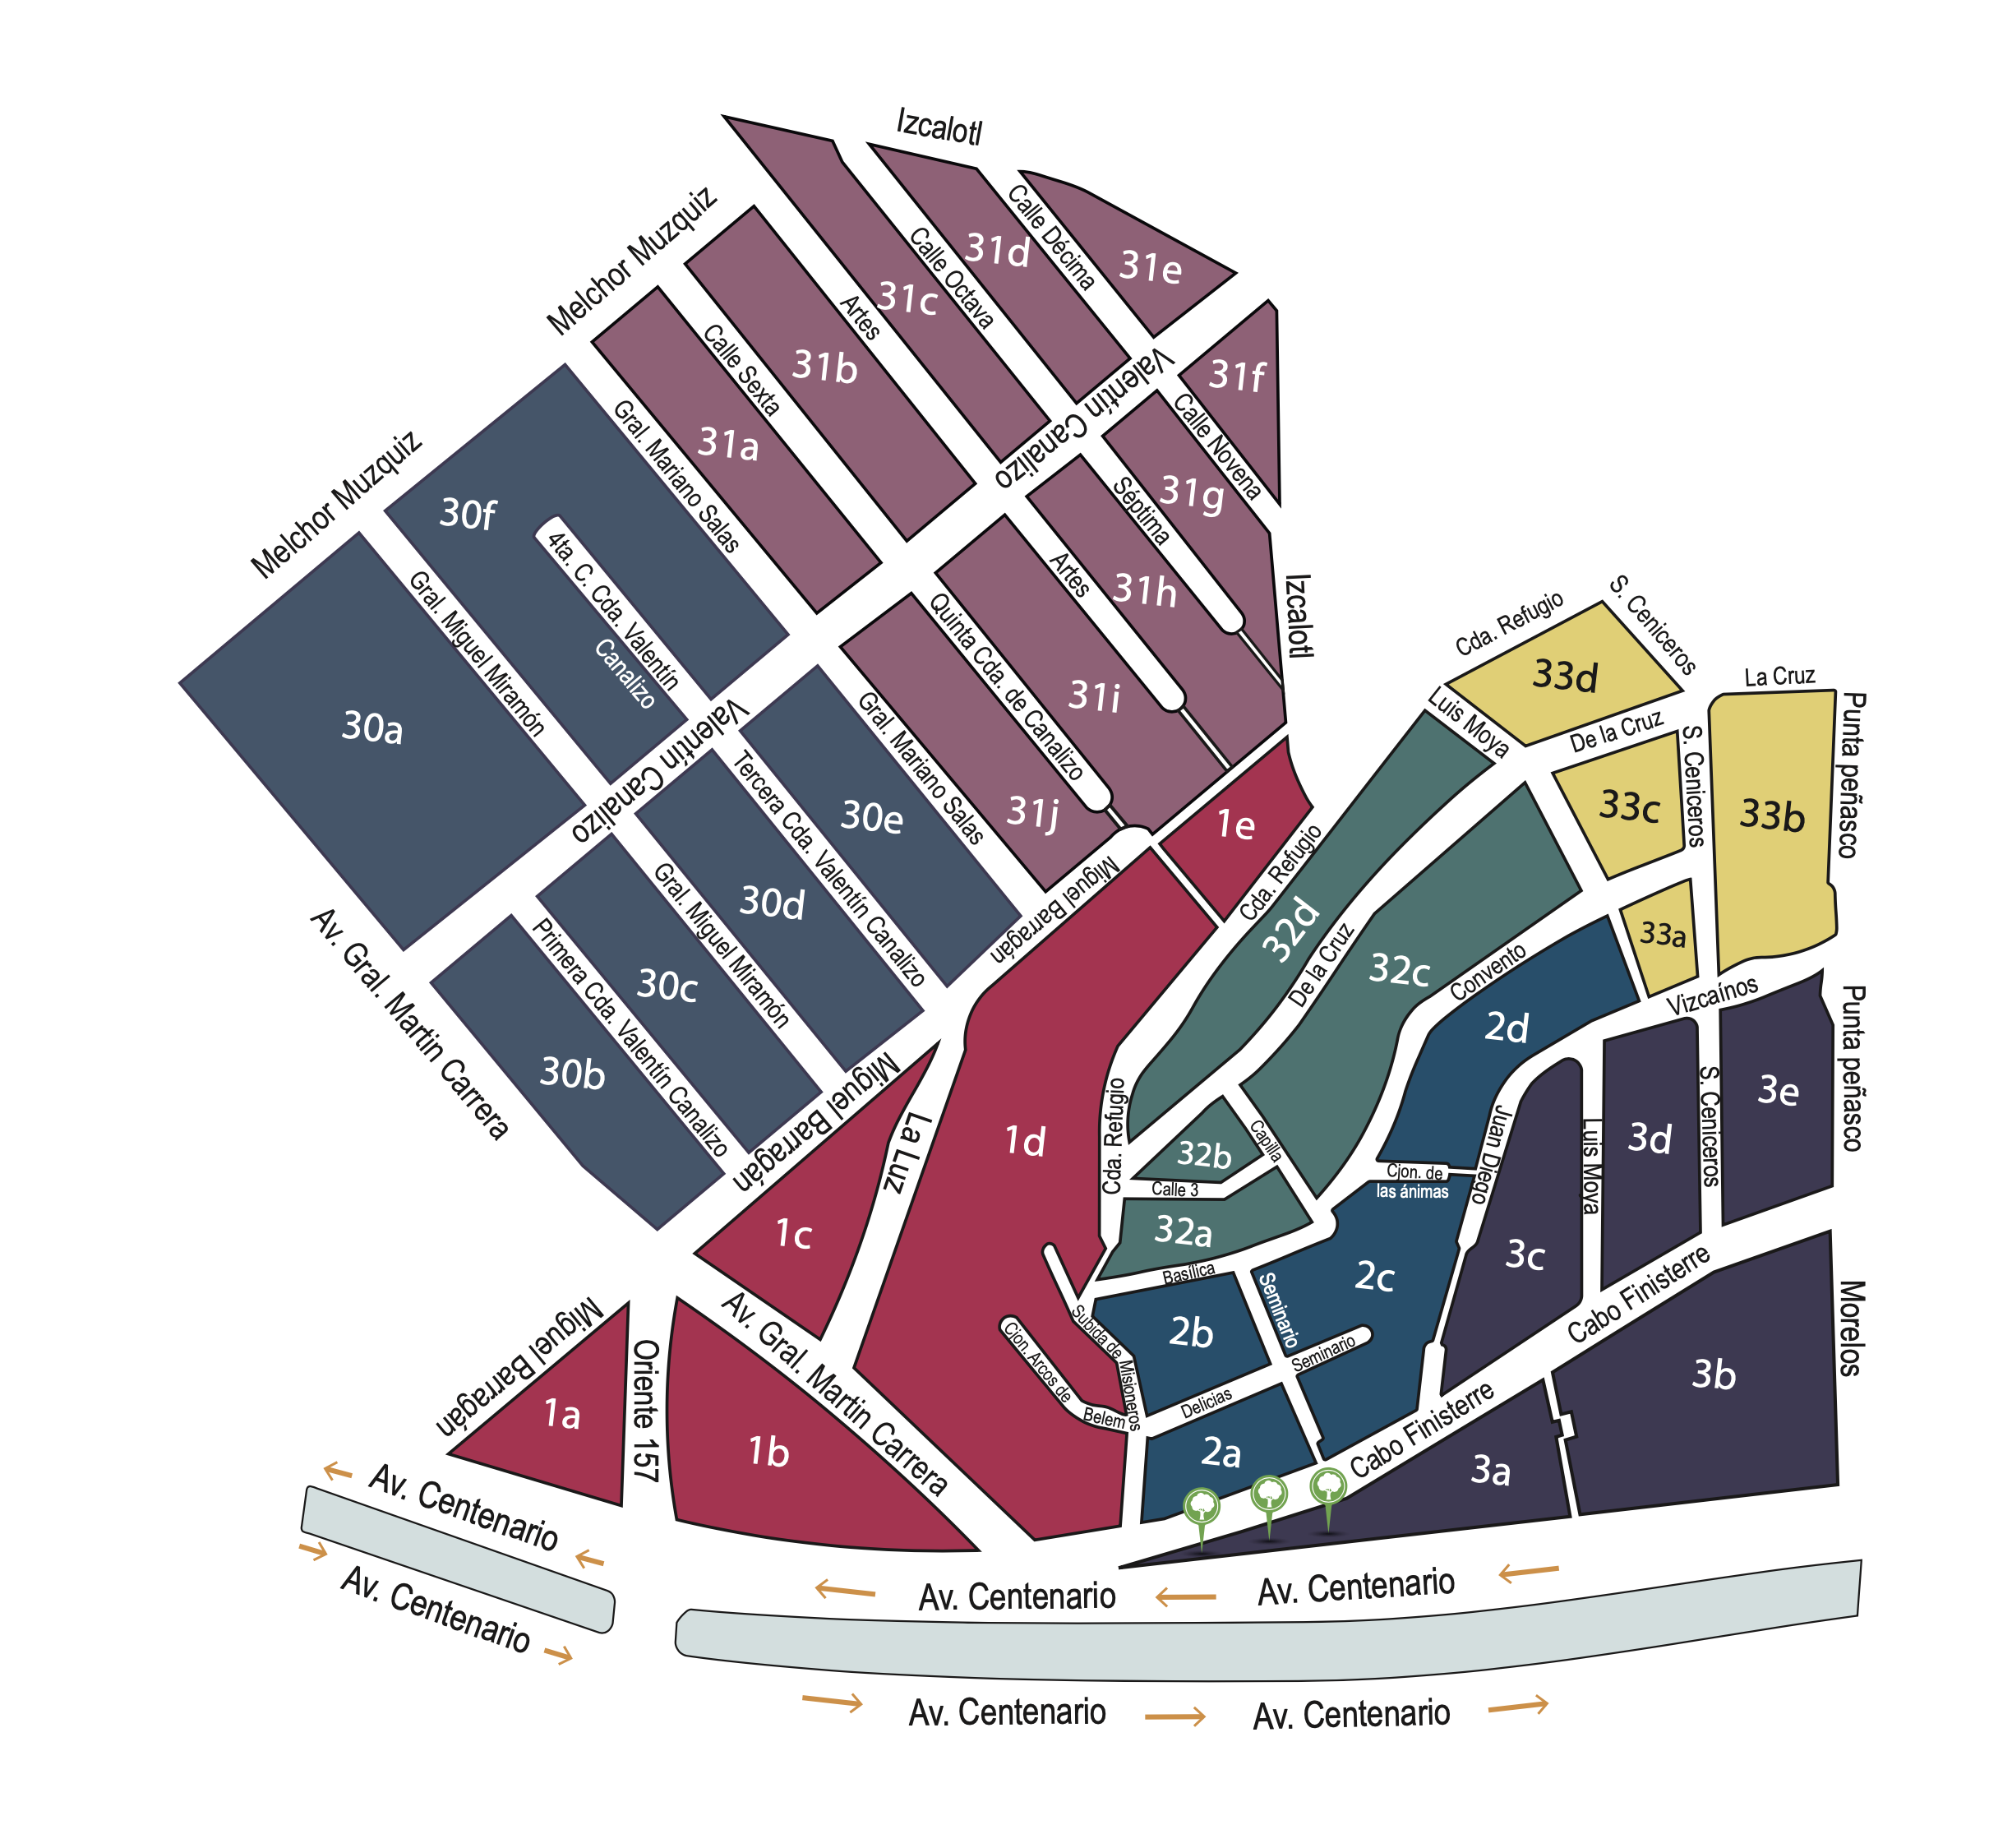 Izcalotl
Melchor Muzquiz
Calle Décima
31d
31e
Calle Octava
31c
Artes
31b
Calle Sexta
31a
Valentín Canalizo
31f
Calle Novena
31g
Séptima
31h
Artes
Izcalotl
Melchor Muzquiz
Gral. Mariano Salas
30f
4ta. C. Cda. Valentín
Canalizo
Gral. Miguel Miramón
30a
Valentín Canalizo
Quinta Cda. de Canalizo
31i
Gral. Mariano Salas
31j
Tercera Cda. Valentín Canalizo
30e
Gral. Miguel Miramón
30d
30c
Primera Cda. Valentín Canalizo
30b
Av. Gral. Martin Carrera
Miguel Barragán
Miguel Barragán
1e
Cda. Refugio
Cda. Refugio
S. Ceniceros
33d
Luis Moya
De la Cruz
La Cruz
Punta peñasco
33c
S. Ceniceros
33b
33a
32d
De la Cruz
32c
Convento
2d
Vizcaínos
Punta peñasco
3e
S. Ceniceros
3d
Luis Moya
Juan Diego
3c
Cion. de
las ánimas
Capilla
32b
Calle 3
32a
Cda. Refugio
1d
La Luz
1c
Basílica
2c
Seminario
Seminario
2b
Subida de Misioneros
Cion. Arcos de
Belem
Delicias
2a
Cabo Finisterre
Cabo Finisterre
3a
3b
Morelos
Av. Gral. Martin Carrera
Miguel Barragán
1a
Oriente 157
1b
Av. Centenario
Av. Centenario
Av. Centenario
Av. Centenario
Av. Centenario
Av. Centenario